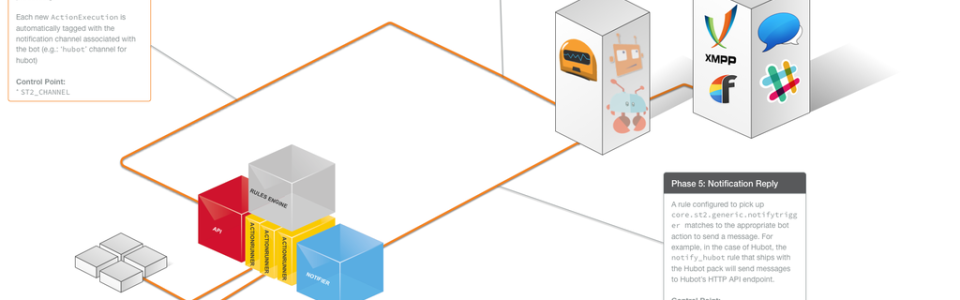 Each new ActionExecution is
automatically tagged with the
notification channel associated with
the bot (e.g.: 'hubot' channel for
hubot)
Control Point:
ST2_CHANNEL
XMPP
RULES ENGINE
API
ACTIONRUNNER
ACTIONRUNNER
ACTIONRUNNER
NOTIFIER
Phase 5: Notification Reply
A rule configured to pick up
core.st2.generic.notifytrigg
er matches to the appropriate bot
action to send a message. For
example, in the case of Hubot, the
notify_hubot rule that ships with
the Hubot pack will send messages
to Hubot's HTTP API endpoint.